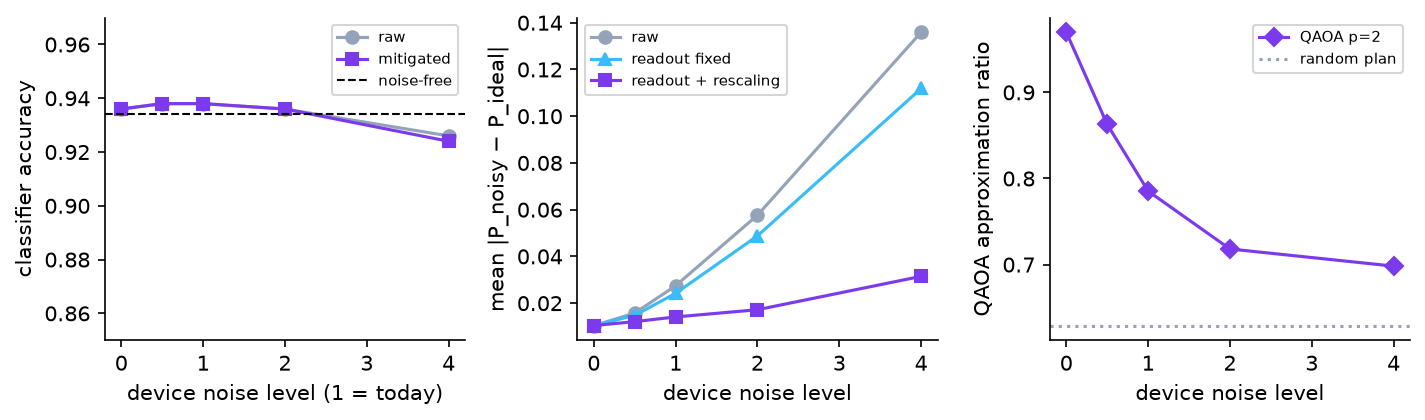 classifier accuracy
0.96
0.94
0.92
0.90
0.88
0.86
raw
mitigated
noise-free
0 1 2 3 4
device noise level (1 = today)
mean |P_noisy − P_ideal|
0.14
0.12
0.10
0.08
0.06
0.04
0.02
raw
readout fixed
readout + rescaling
0 1 2 3 4
device noise level
QAOA approximation ratio
0.9
0.8
0.7
QAOA p=2
random plan
0 1 2 3 4
device noise level